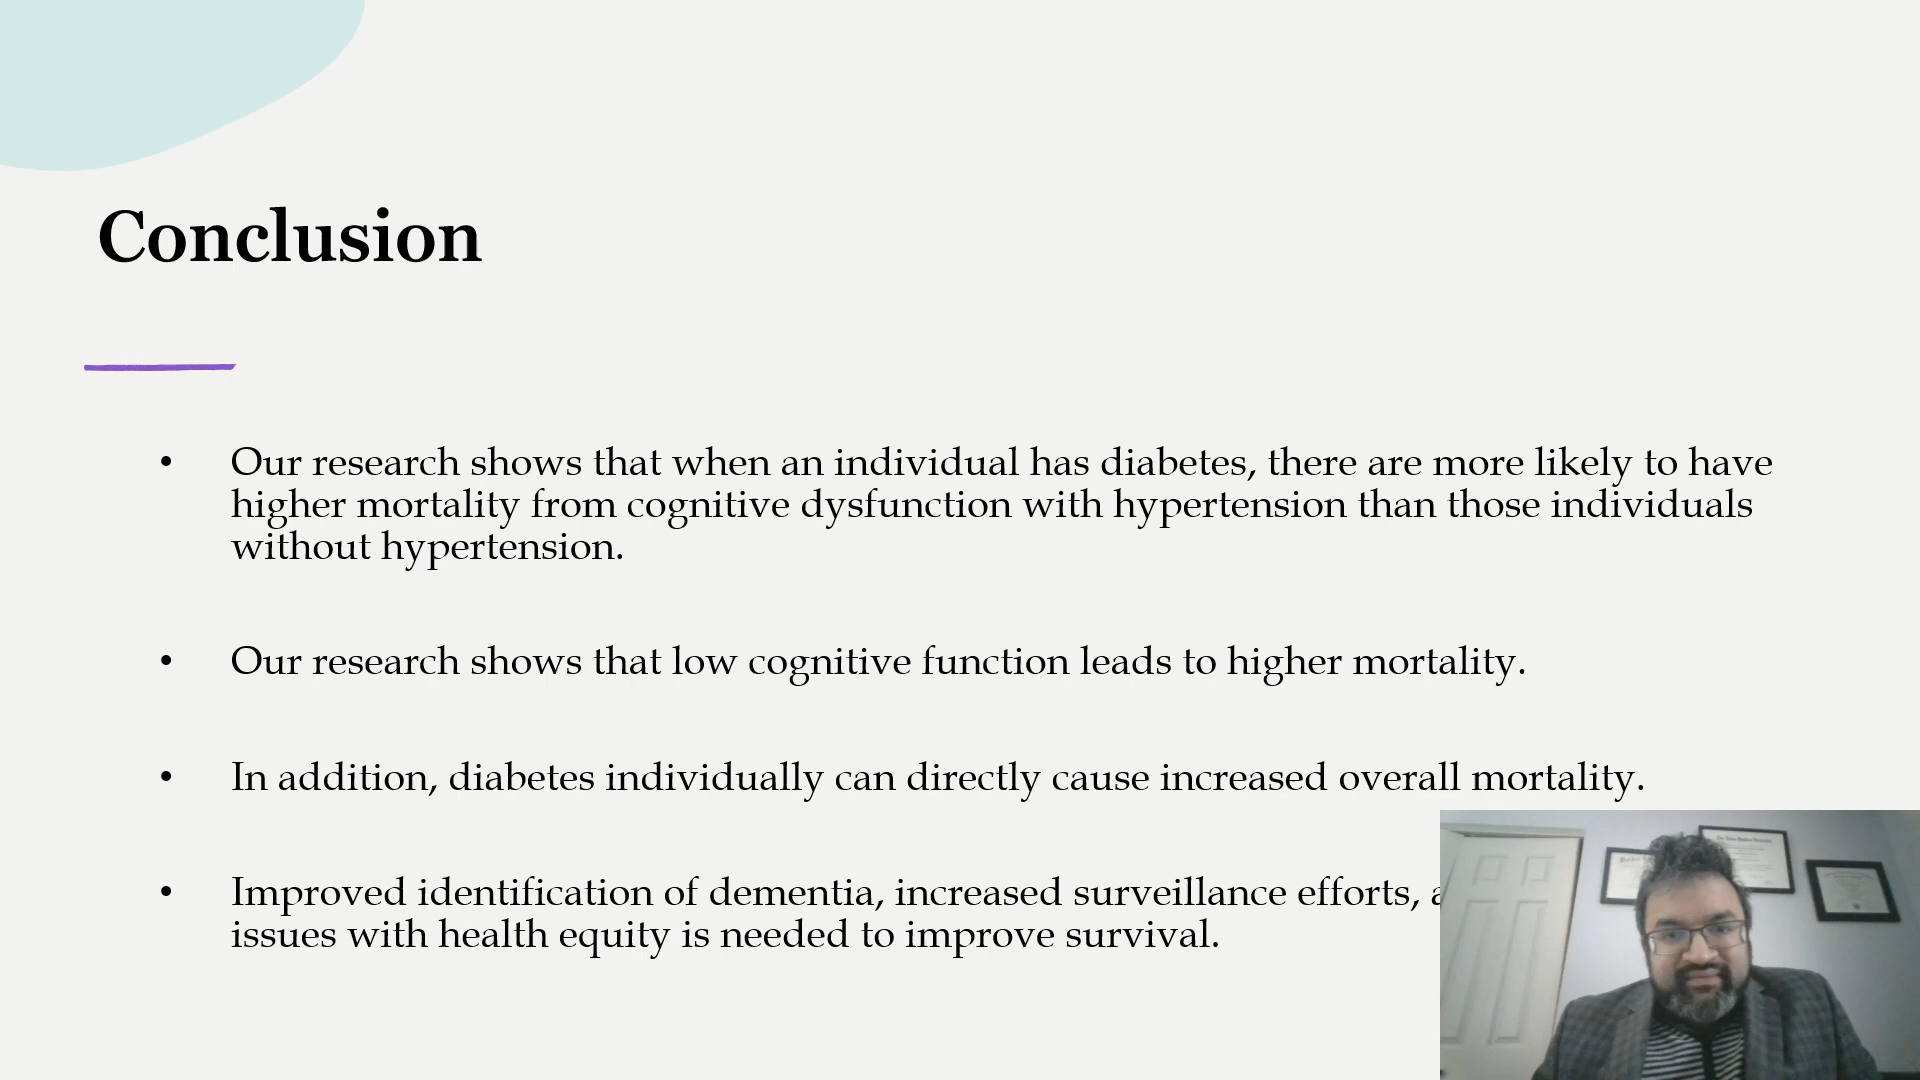 Conclusion
• Our research shows that when an individual has diabetes, there are more likely to have
higher mortality from cognitive dysfunction with hypertension than those individuals
without hypertension.
• Our research shows that low cognitive function leads to higher mortality.
• In addition, diabetes individually can directly cause increased overall mortality.
• Improved identification of dementia, increased surveillance efforts,
issues with health equity is needed to improve survival.